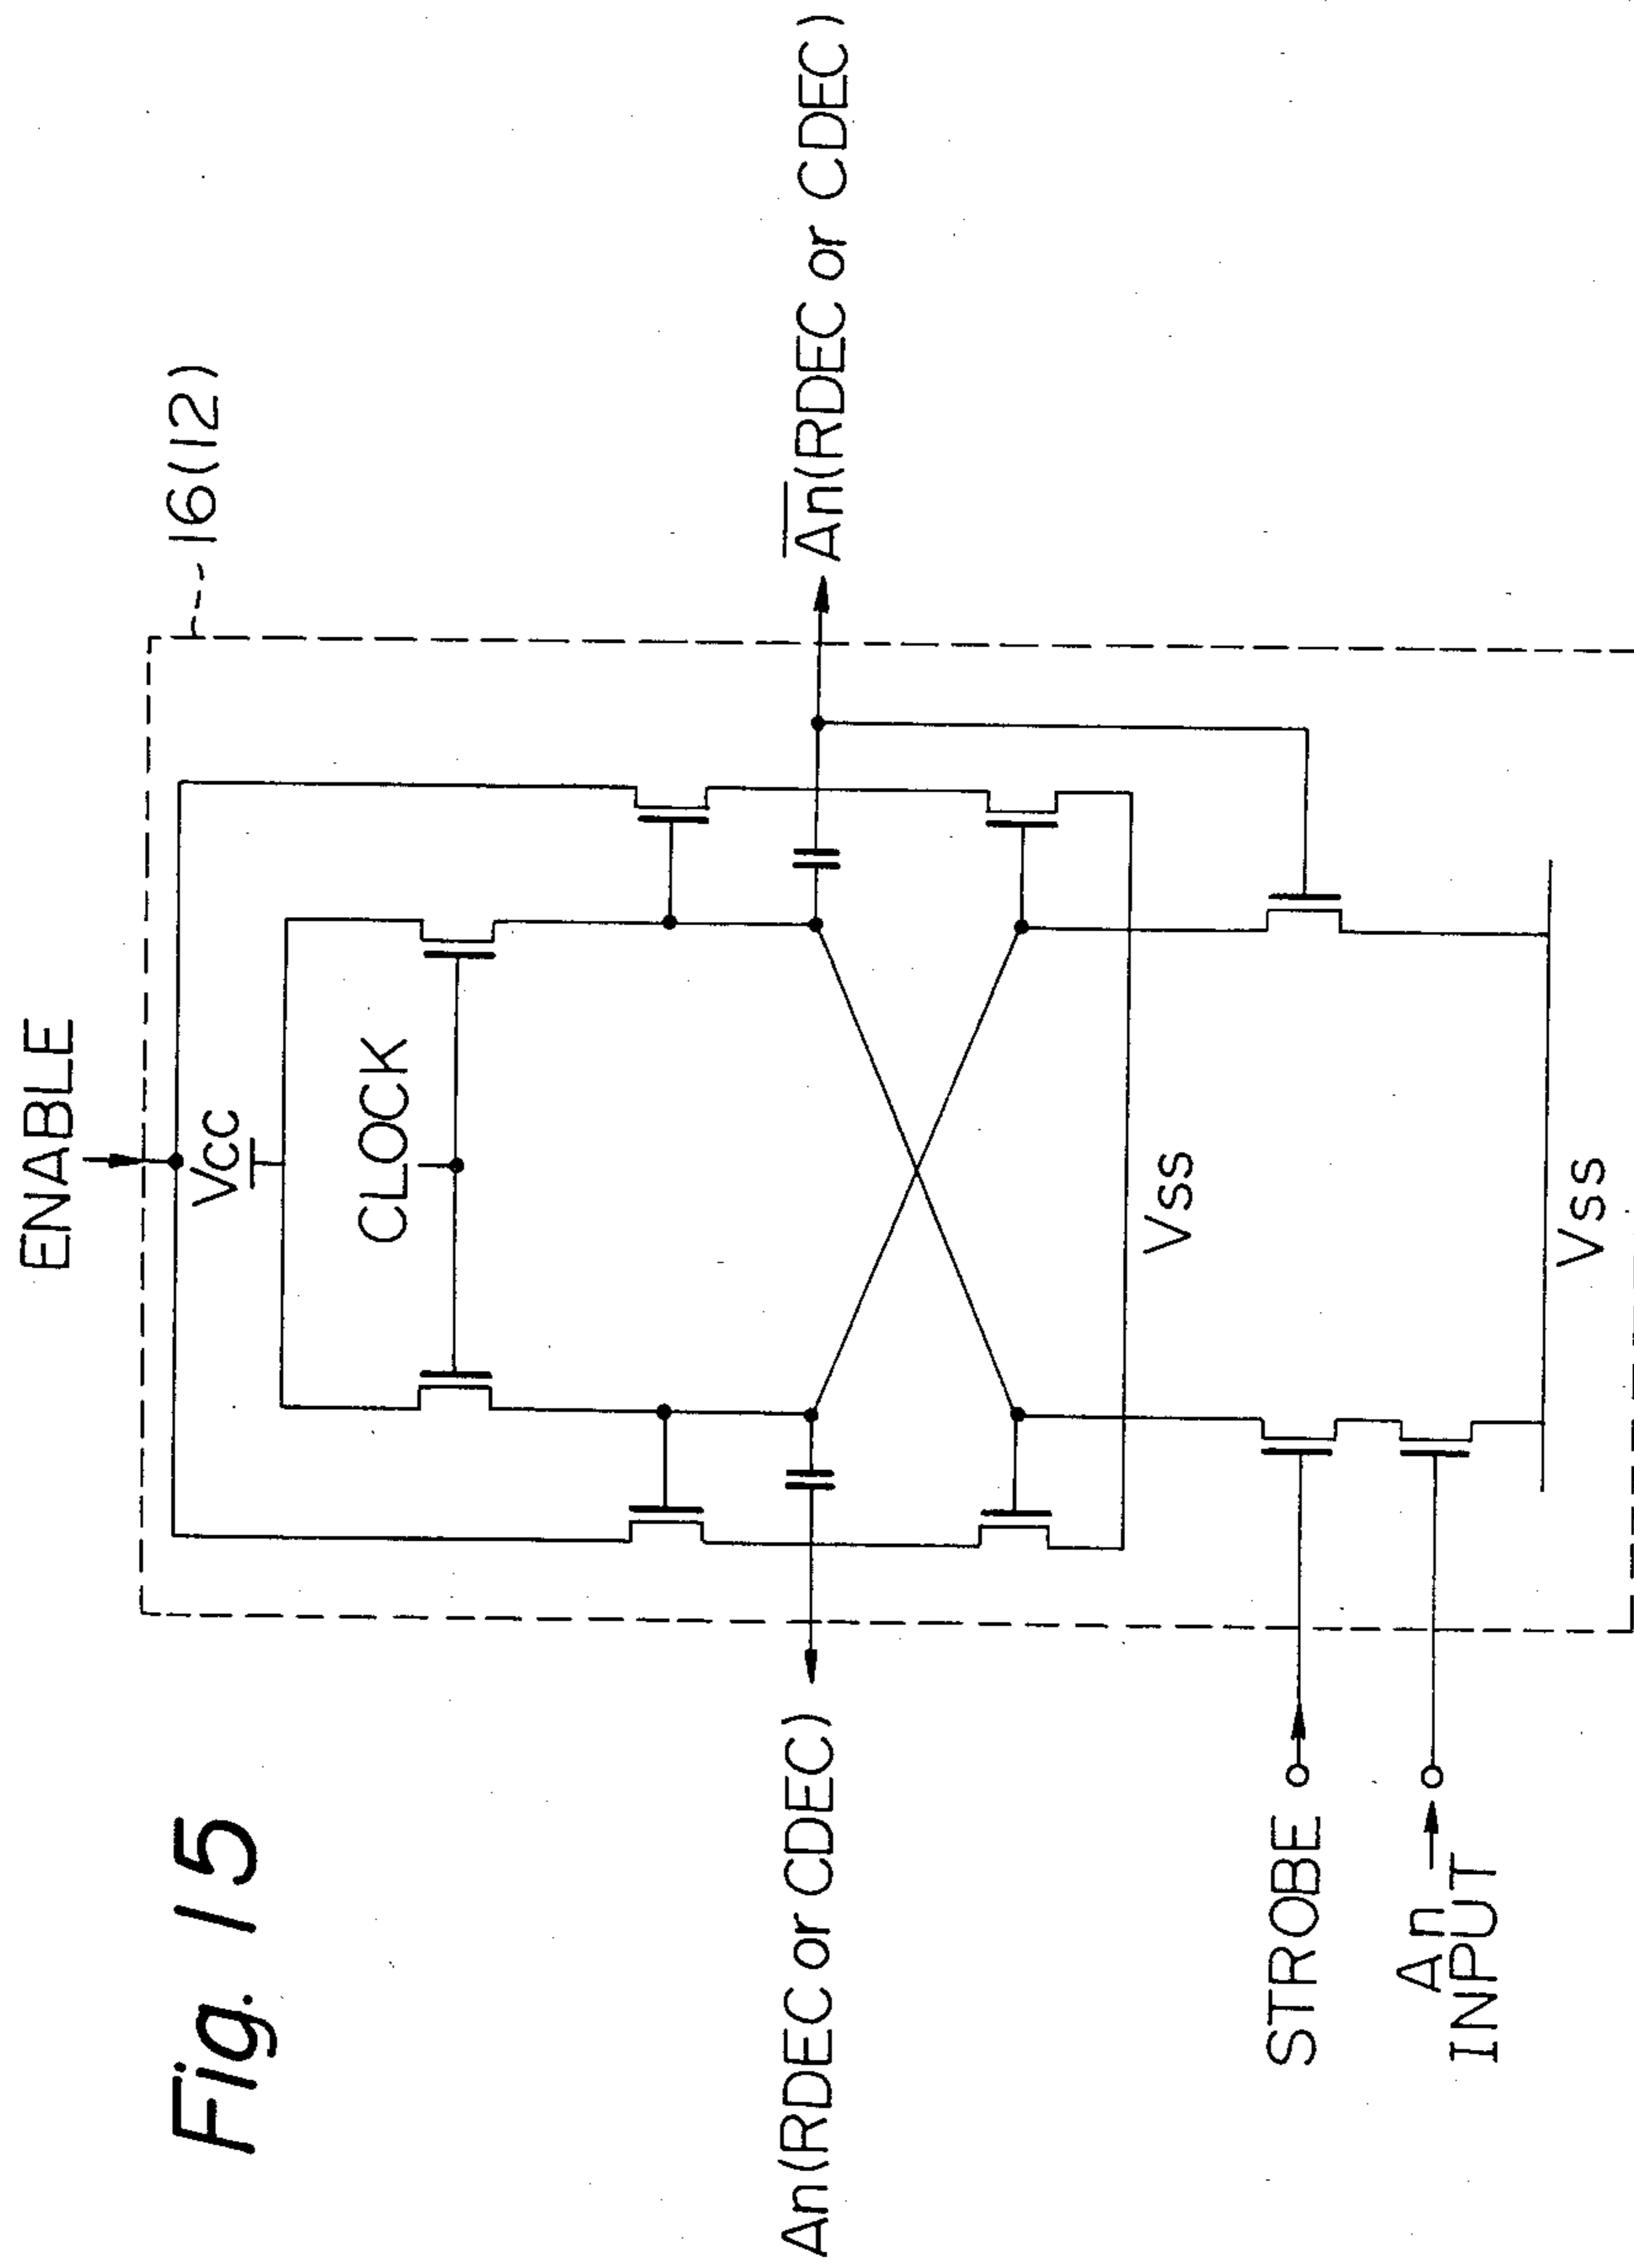 Fig. 15
ENABLE
16(12)
Vcc
CLOCK
An(RDEC or CDEC)
A̅n̅(RDEC or CDEC)
Vss
STROBE
An
INPUT
Vss